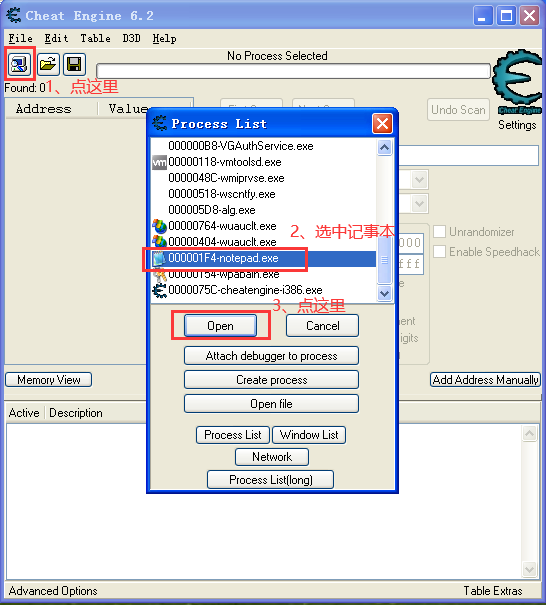 Cheat Engine 6.2
File Edit Table D3D Help
No Process Selected
Found: 0
1、点这里
Address Value
Undo Scan
Cheat Engine
Settings
Process List
000000B8-VGAuthService.exe
00000118-vmtoolsd.exe
0000048C-wmiprvse.exe
00000518-wscntfy.exe
000005D8-alg.exe
00000764-wuauclt.exe
2、选中记事本
00000404-wuauclt.exe
000001F4-notepad.exe
00000154-wpabaln.exe
0000075C-cheatengine-i386.exe
3、点这里
Open Cancel
Attach debugger to process
Create process
Open file
Process List Window List
Network
Process List(long)
Unrandomizer
Enable Speedhack
Memory View
Add Address Manually
Active Description
Advanced Options
Table Extras